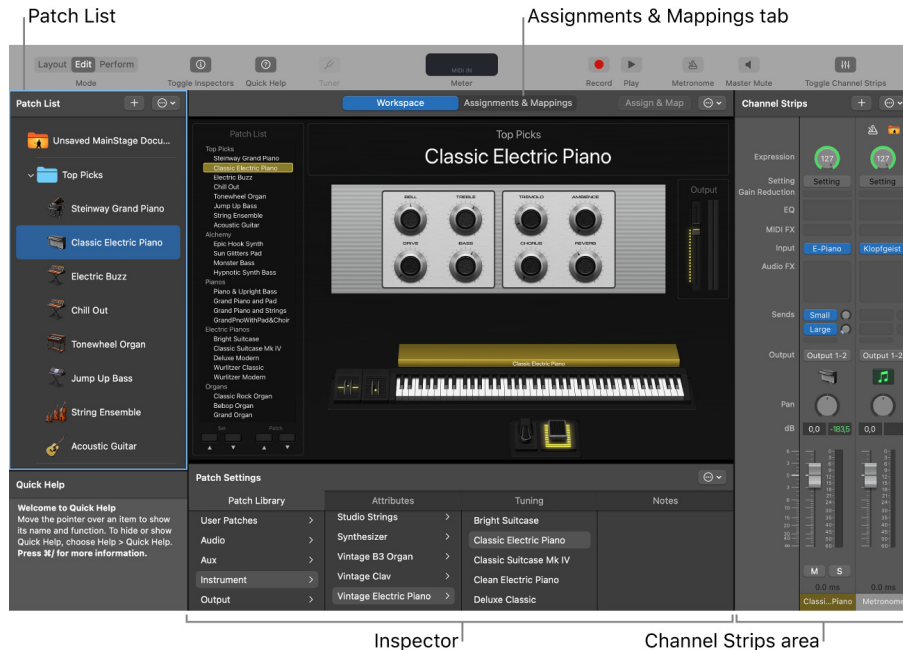 Patch List
Assignments & Mappings tab
Layout Edit Perform
Mode
Toggle Inspectors
Quick Help
Tuner
MIDI IN
Meter
Record
Play
Metronome
Master Mute
Toggle Channel Strips
Patch List
Workspace
Assignments & Mappings
Assign & Map
Channel Strips
Unsaved MainStage Docu...
Top Picks
Steinway Grand Piano
Classic Electric Piano
Electric Buzz
Chill Out
Tonewheel Organ
Jump Up Bass
String Ensemble
Acoustic Guitar
Patch List
Top Picks
Steinway Grand Piano
Classic Electric Piano
Electric Buzz
Chill Out
Tonewheel Organ
Jump Up Bass
String Ensemble
Acoustic Guitar
Alchemy
Epic Hook Synth
Sun Glitters Pad
Monster Bass
Hypnotic Synth Bass
Pianos
Piano & Upright Bass
Grand Piano and Pad
Grand Piano and Strings
GrandPnoWithPad&Choir
Electric Pianos
Bright Suitcase
Classic Suitcase Mk IV
Deluxe Modern
Wurlitzer Classic
Wurlitzer Modern
Organs
Classic Rock Organ
Bebop Organ
Grand Organ
Set
Patch
Top Picks
Classic Electric Piano
BELL
TREBLE
TREMOLO
AMBIENCE
DRIVE
BASS
CHORUS
REVERB
Output
Classic Electric Piano
Expression
127
127
Setting
Setting
Setting
Gain Reduction
EQ
MIDI FX
Input
E-Piano
Klopfgeist
Audio FX
Sends
Small
Large
Output
Output 1-2
Output 1-2
Pan
dB
0,0
-183,5
0,0
M
S
0.0 ms
0.0 ms
Classi...Piano
Metronome
Quick Help
Welcome to Quick Help
Move the pointer over an item to show
its name and function. To hide or show
Quick Help, choose Help > Quick Help.
Press ⌘/ for more information.
Patch Settings
Patch Library
Attributes
Tuning
Notes
User Patches
Audio
Aux
Instrument
Output
Studio Strings
Synthesizer
Vintage B3 Organ
Vintage Clav
Vintage Electric Piano
Bright Suitcase
Classic Electric Piano
Classic Suitcase Mk IV
Clean Electric Piano
Deluxe Classic
Inspector
Channel Strips area